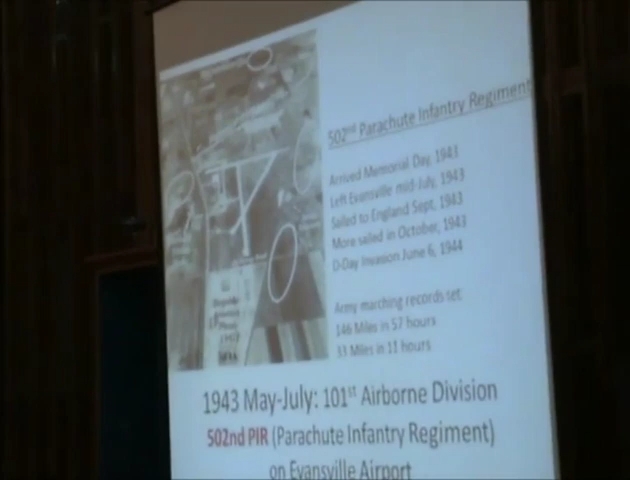 502nd Parachute Infantry Regiment
Arrived Memorial Day, 1943
Left Evansville mid-July, 1943
Sailed to England Sept, 1943
More sailed in October, 1943
D-Day Invasion June 6, 1944
Army marching records set
146 Miles in 57 hours
33 Miles in 11 hours
1943 May-July: 101st Airborne Division
502nd PIR (Parachute Infantry Regiment)
on Evansville Airport